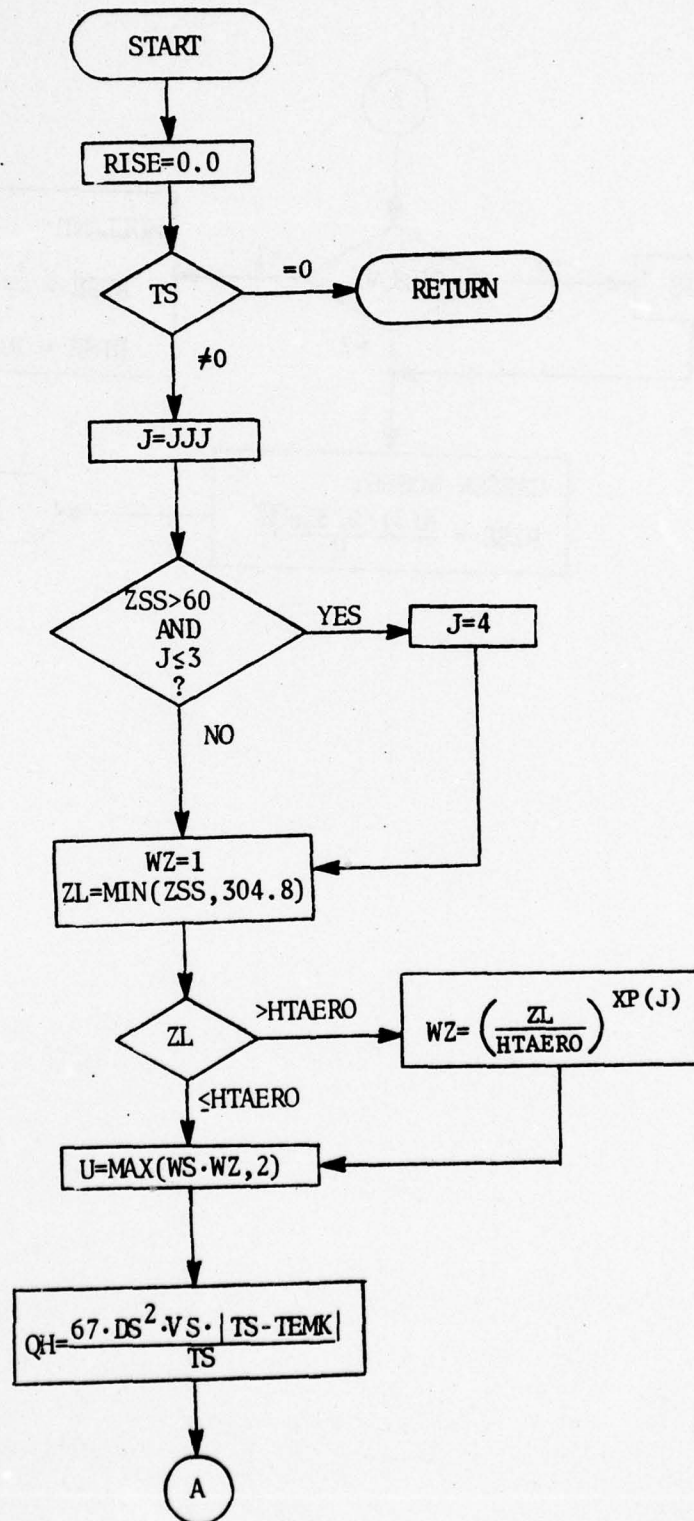 START
RISE=0.0
TS
=0
RETURN
≠0
J=JJJ
ZSS>60
AND
J≤3
?
YES
J=4
NO
WZ=1
ZL=MIN(ZSS,304.8)
ZL
>HTAERO
WZ=(ZL/HTAERO)^XP(J)
≤HTAERO
U=MAX(WS·WZ,2)
QH=67·DS²·VS·|TS-TEMK|/TS
A